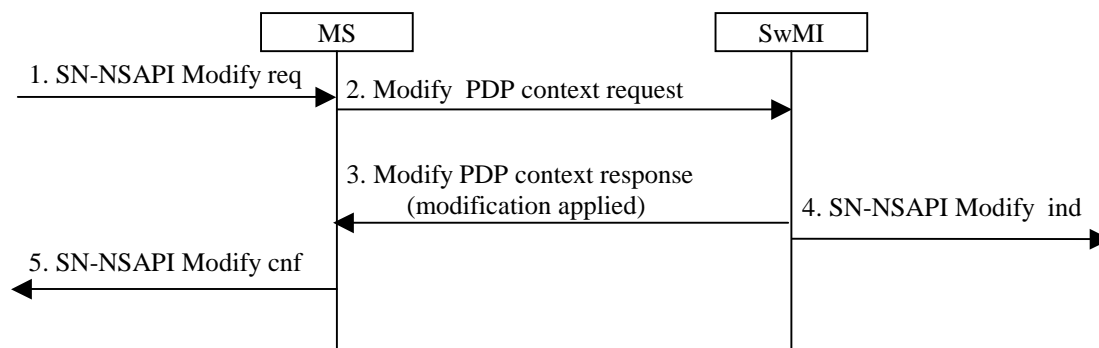 MS
SwMI
1. SN-NSAPI Modify req
2. Modify PDP context request
3. Modify PDP context response
(modification applied)
4. SN-NSAPI Modify ind
5. SN-NSAPI Modify cnf